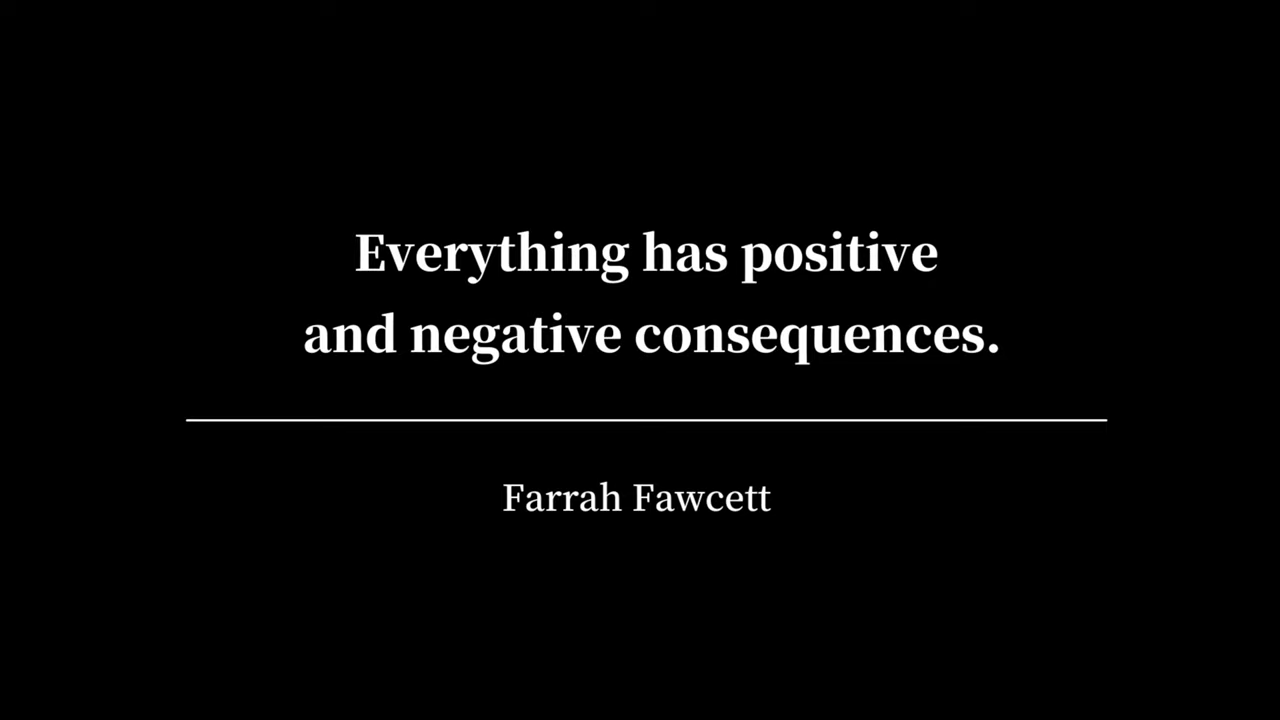 Everything has positive
and negative consequences.
Farrah Fawcett